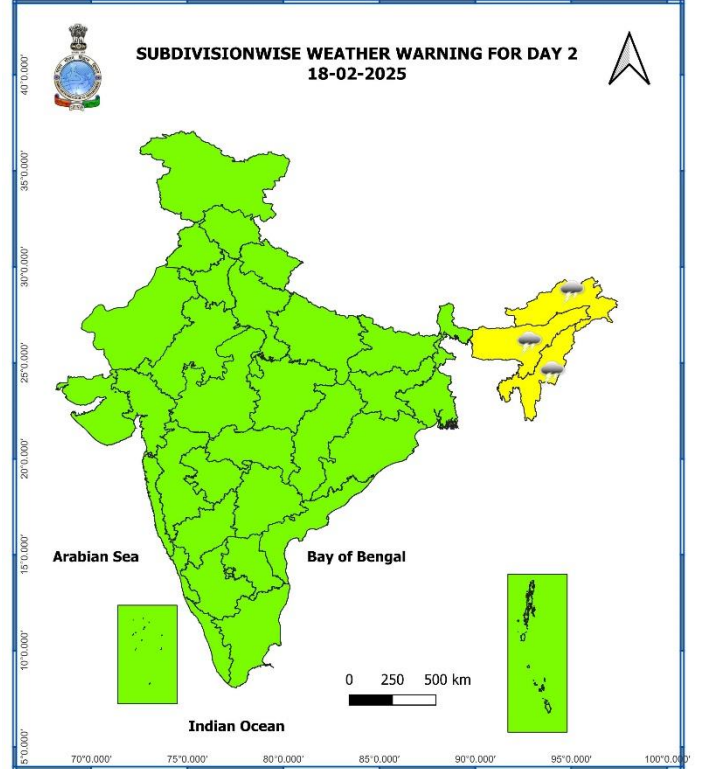 SUBDIVISIONWISE WEATHER WARNING FOR DAY 2
18-02-2025
40°0.000'
35°0.000'
30°0.000'
25°0.000'
20°0.000'
15°0.000'
10°0.000'
5°0.000'
Arabian Sea
Bay of Bengal
0 250 500 km
Indian Ocean
70°0.000' 75°0.000' 80°0.000' 85°0.000' 90°0.000' 95°0.000' 100°0.000'